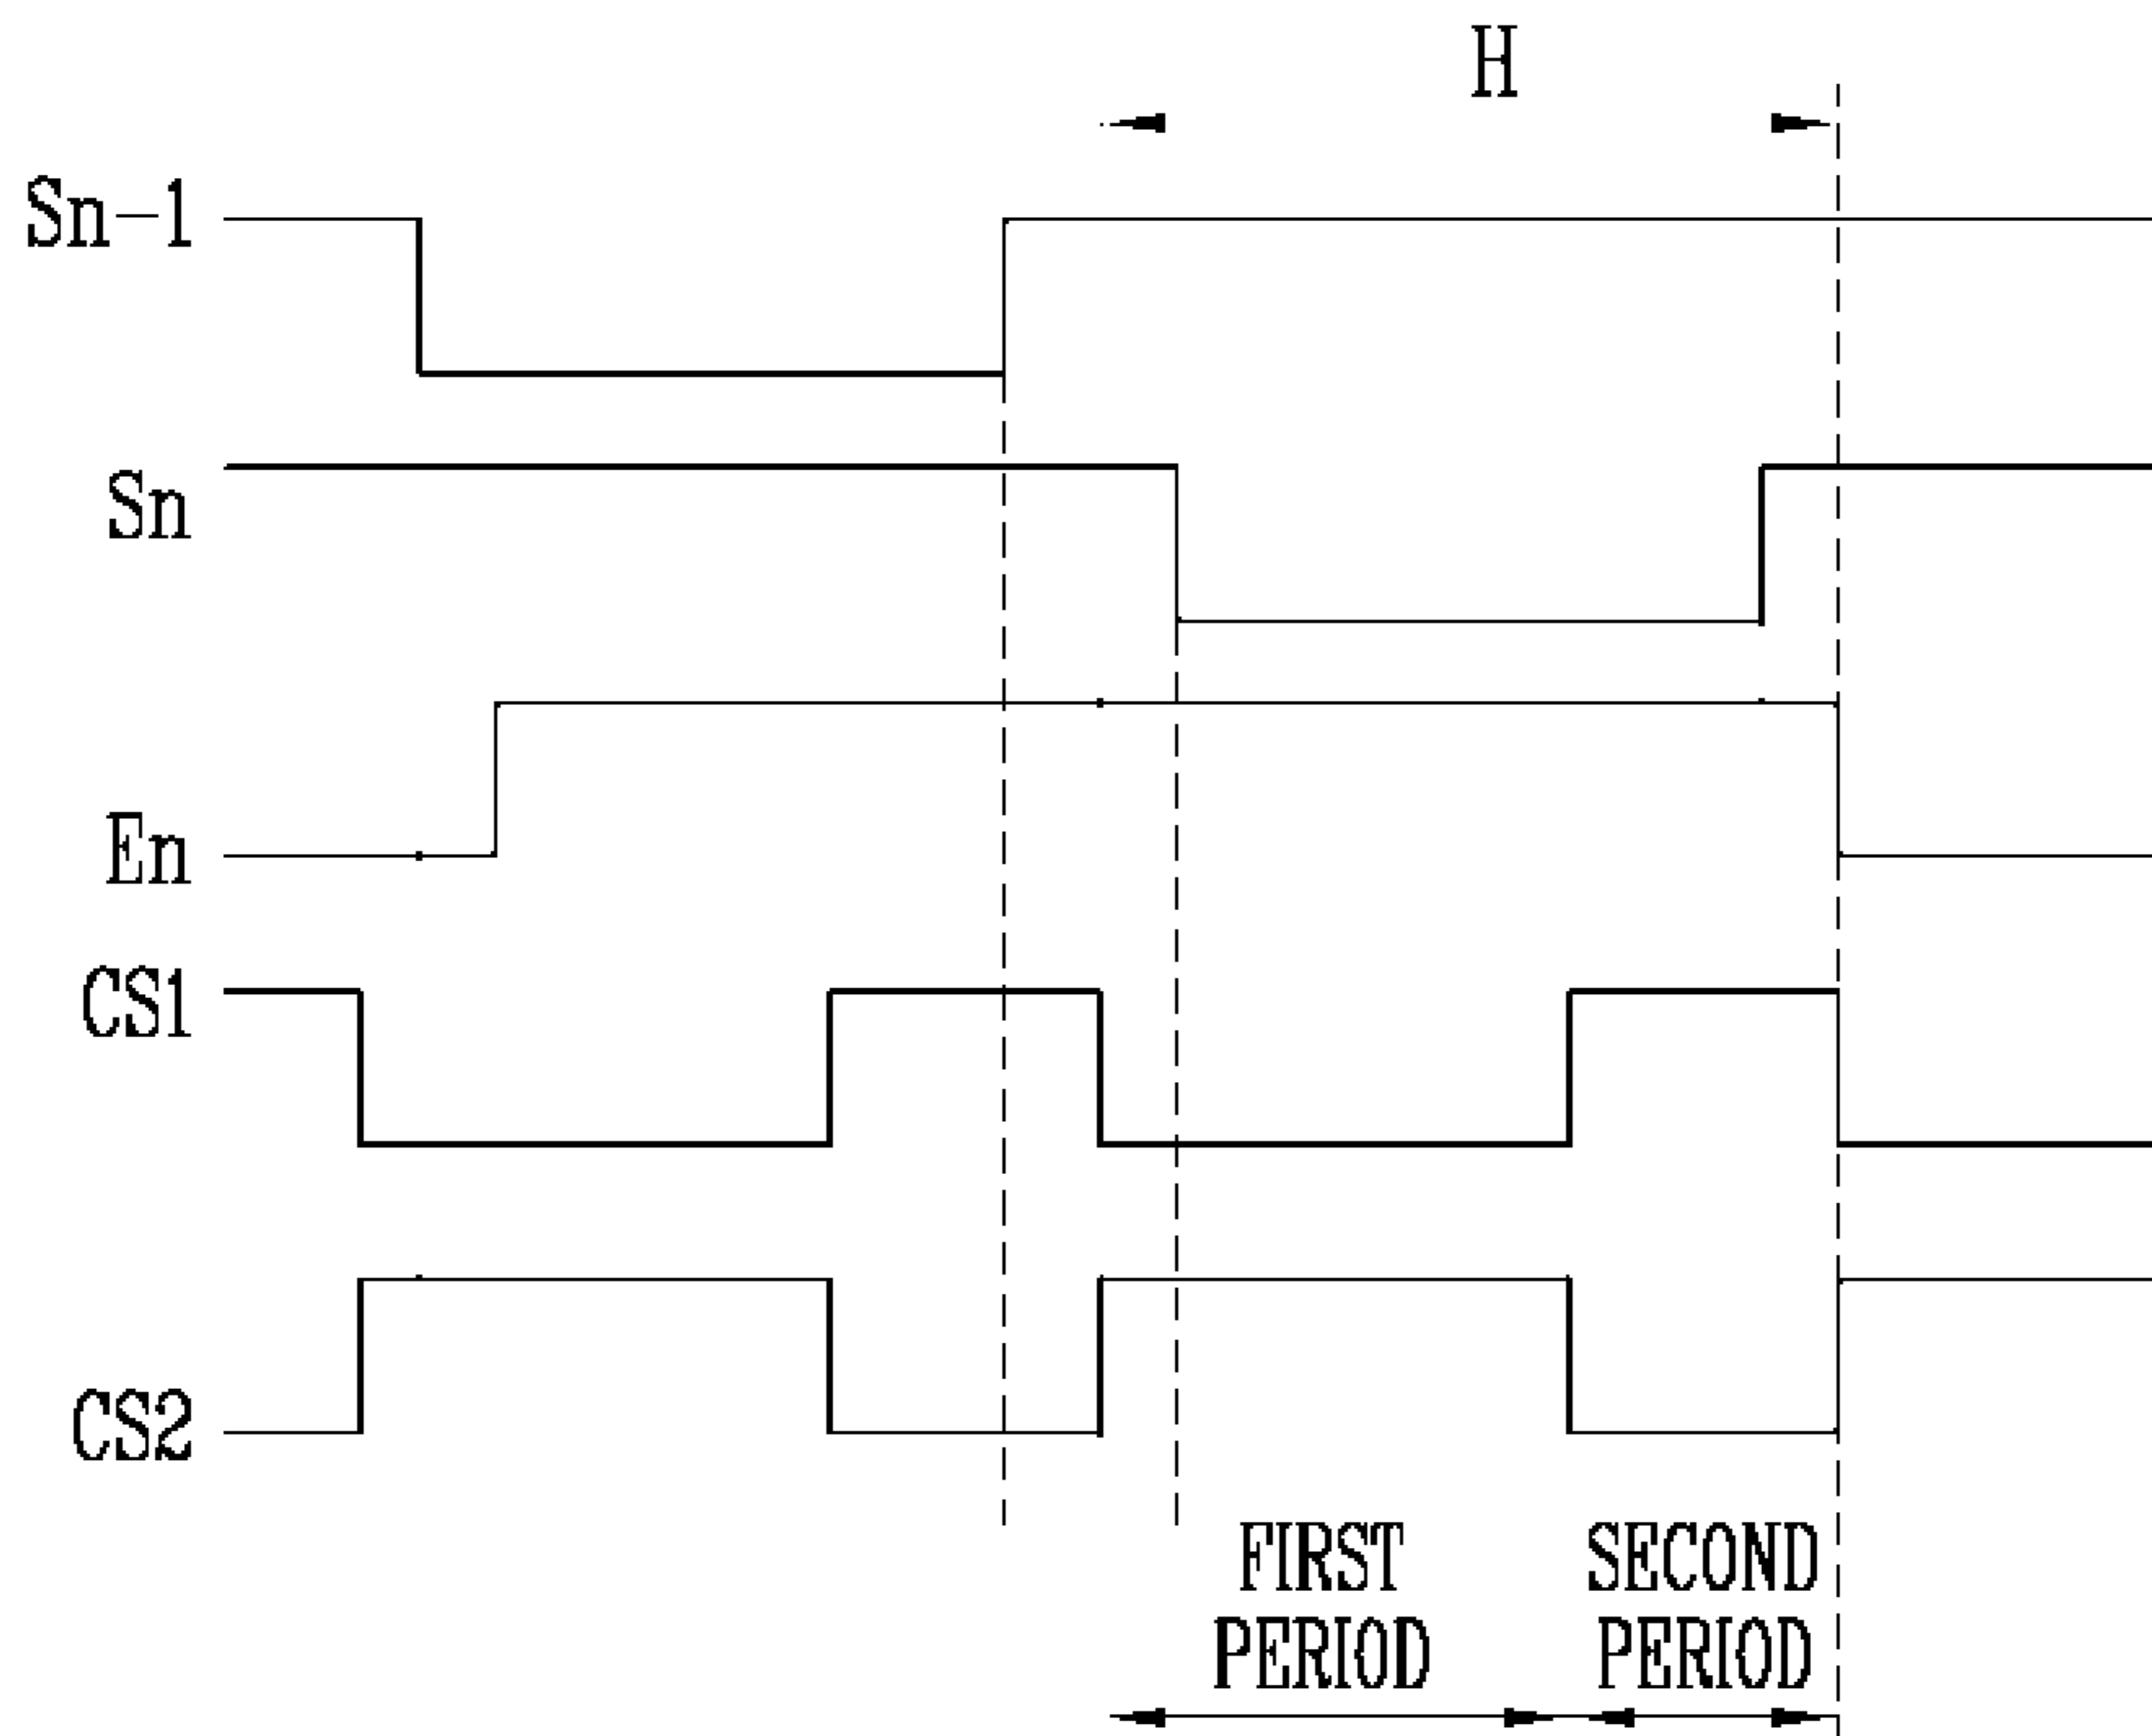 H
Sn-1
Sn
En
CS1
CS2
FIRST
PERIOD
SECOND
PERIOD